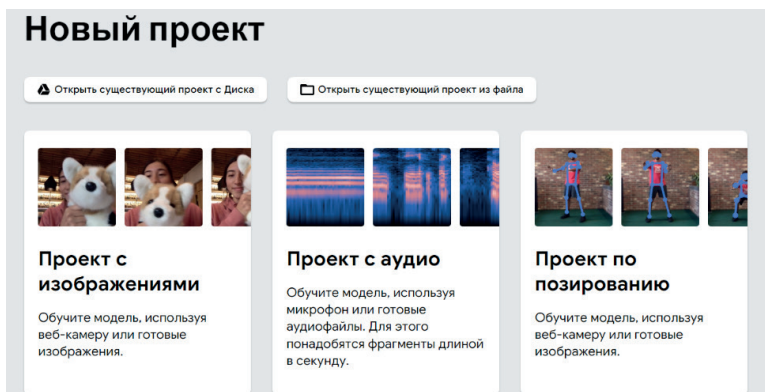 Новый проект
Открыть существующий проект с Диска
Открыть существующий проект из файла
Проект с
изображениями
Обучите модель, используя
веб-камеру или готовые
изображения.
Проект с аудио
Обучите модель, используя
микрофон или готовые
аудиофайлы. Для этого
понадобятся фрагменты длиной
в секунду.
Проект по
позированию
Обучите модель, используя
веб-камеру или готовые
изображения.